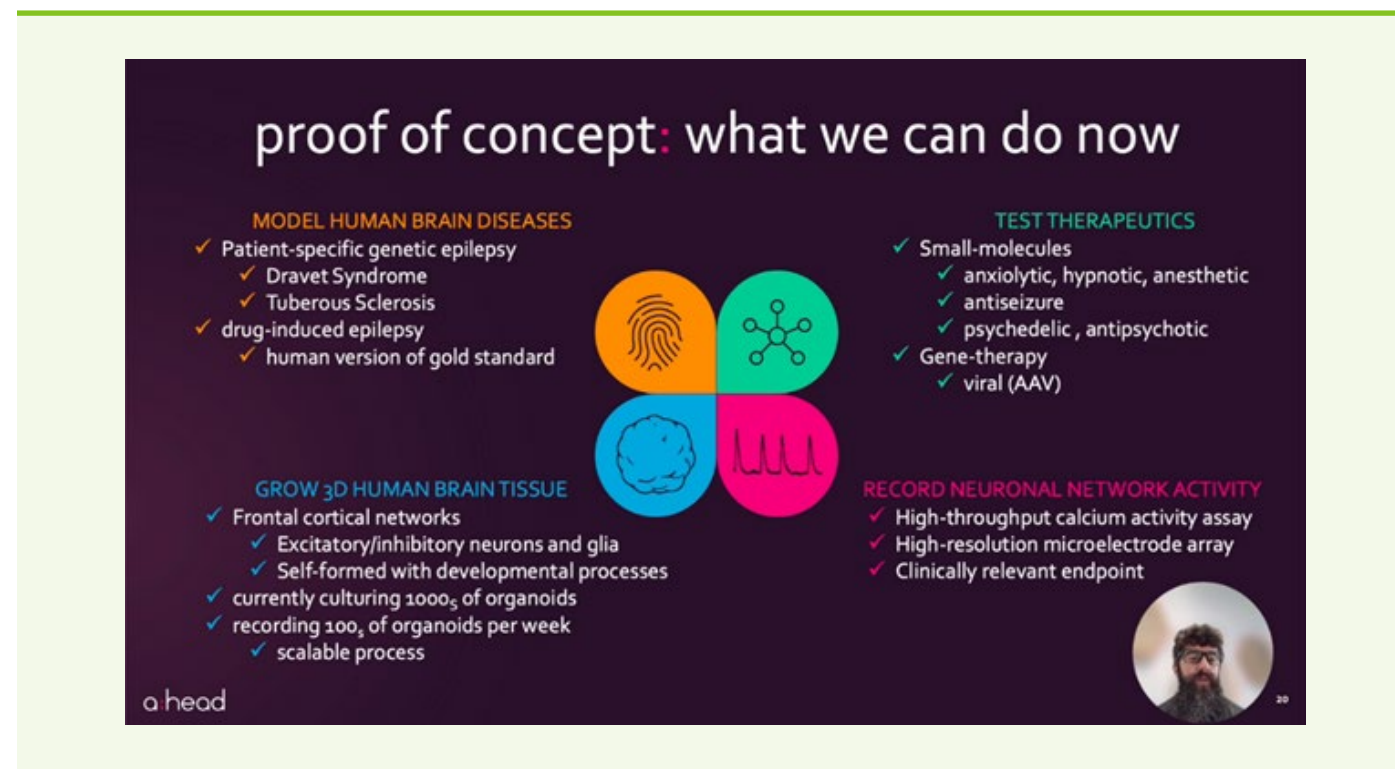 proof of concept: what we can do now
MODEL HUMAN BRAIN DISEASES
Patient-specific genetic epilepsy
Dravet Syndrome
Tuberous Sclerosis
drug-induced epilepsy
human version of gold standard
TEST THERAPEUTICS
Small-molecules
anxiolytic, hypnotic, anesthetic
antiseizure
psychedelic , antipsychotic
Gene-therapy
viral (AAV)
GROW 3D HUMAN BRAIN TISSUE
Frontal cortical networks
Excitatory/inhibitory neurons and glia
Self-formed with developmental processes
currently culturing 1000s of organoids
recording 100s of organoids per week
scalable process
RECORD NEURONAL NETWORK ACTIVITY
High-throughput calcium activity assay
High-resolution microelectrode array
Clinically relevant endpoint
a:head
20